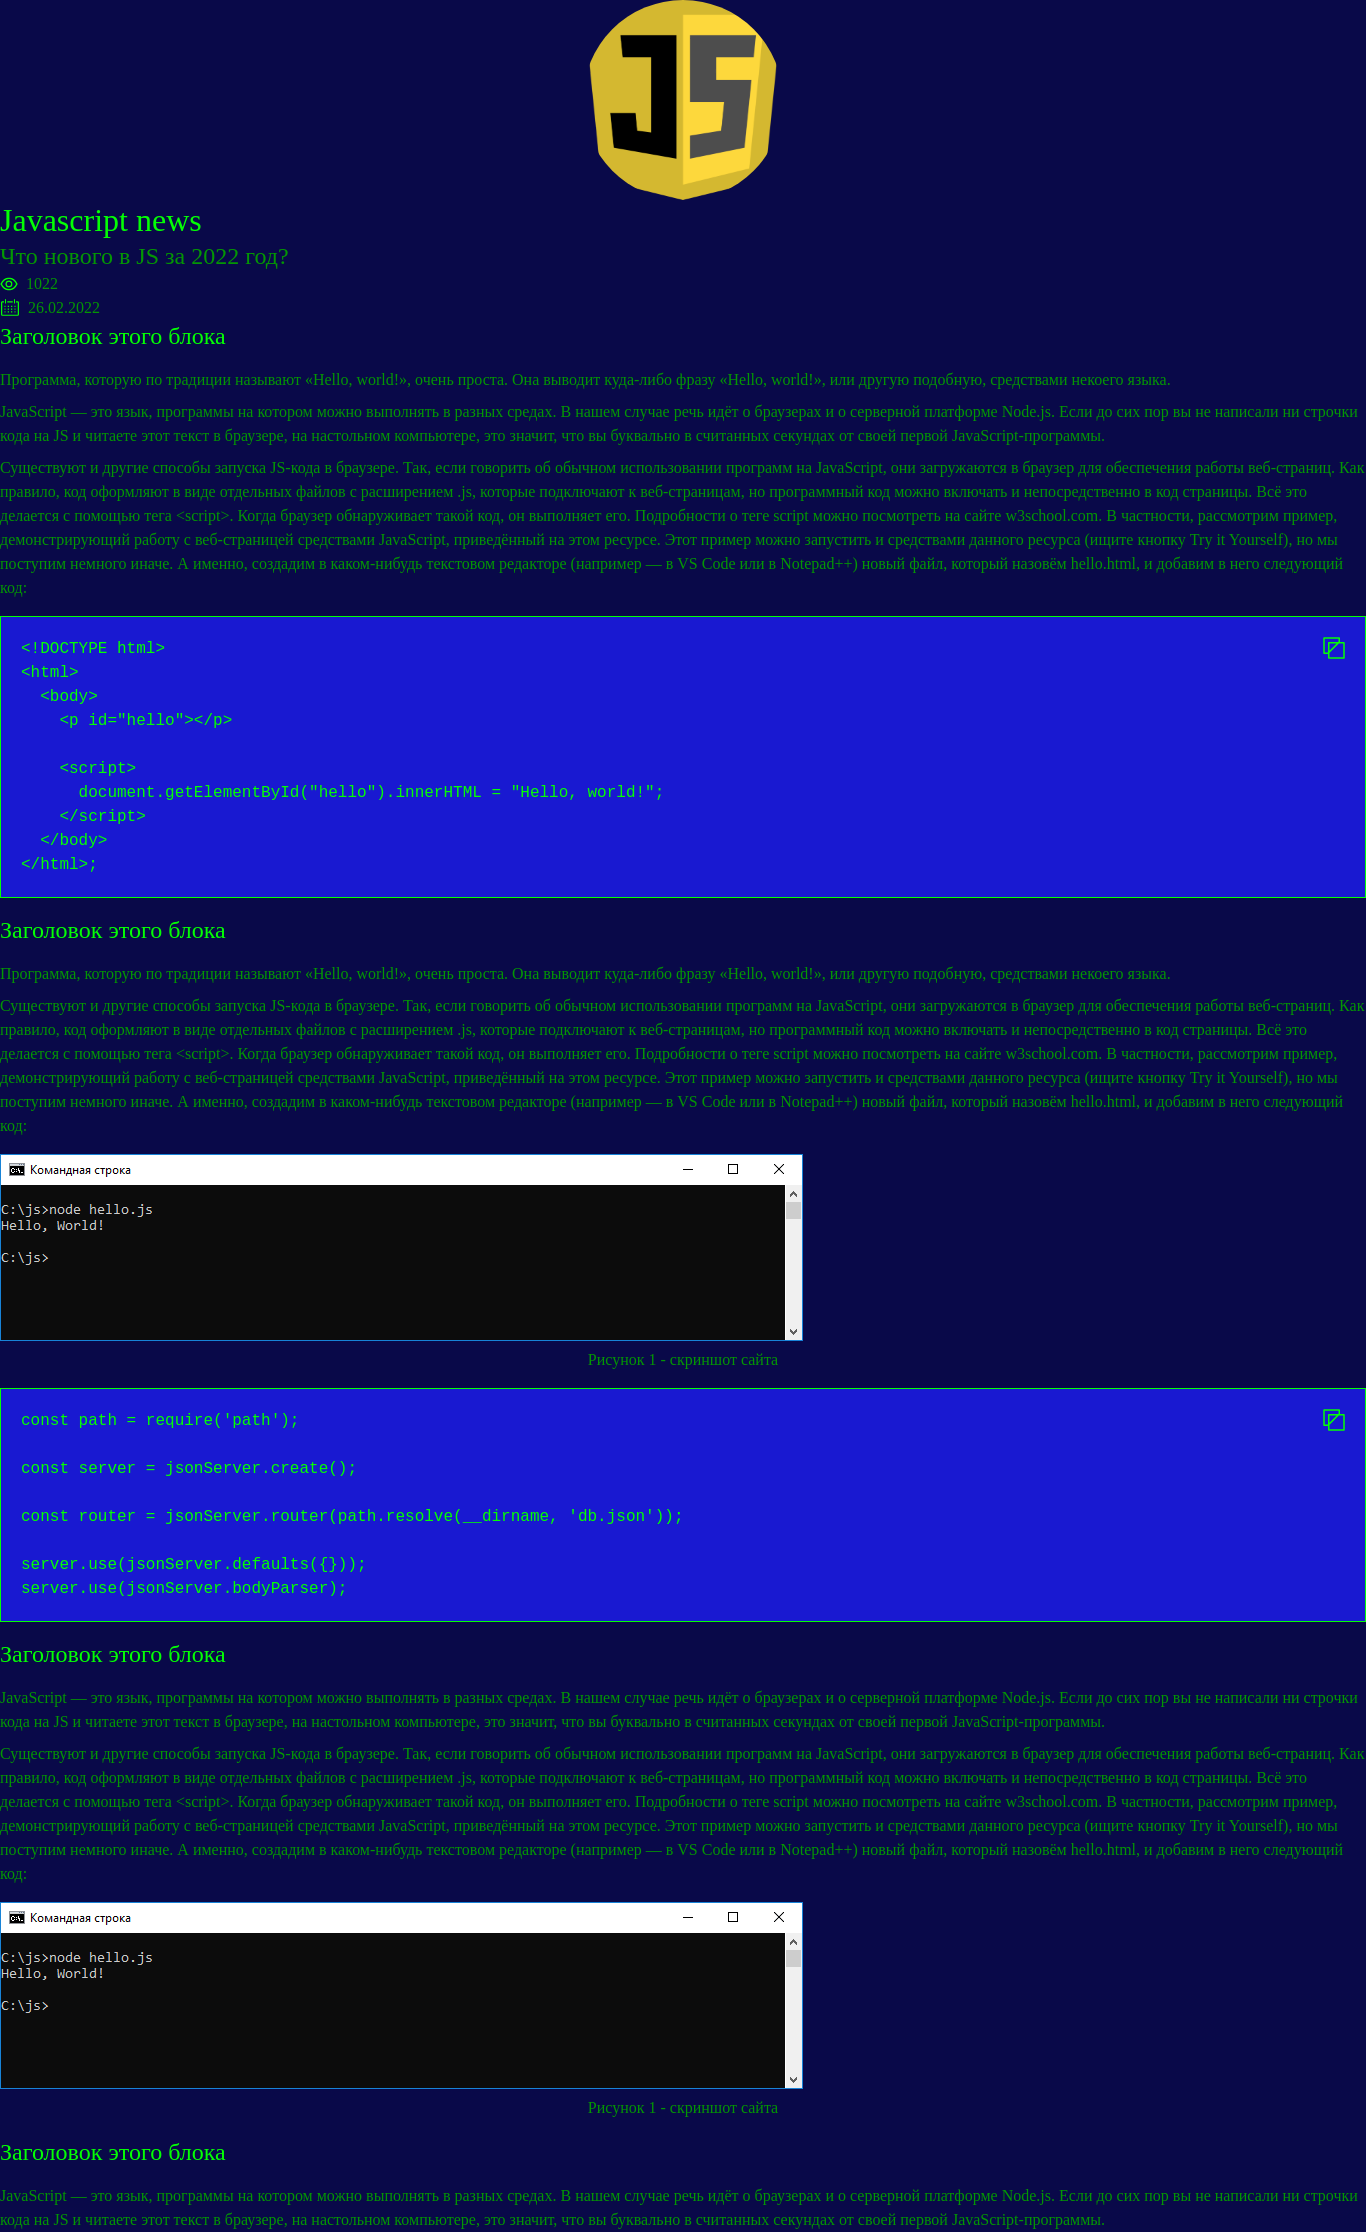 JS
Javascript news
Что нового в JS за 2022 год?
1022
26.02.2022
Заголовок этого блока
Программа, которую по традиции называют «Hello, world!», очень проста. Она выводит куда-либо фразу «Hello, world!», или другую подобную, средствами некоего языка.
JavaScript — это язык, программы на котором можно выполнять в разных средах. В нашем случае речь идёт о браузерах и о серверной платформе Node.js. Если до сих пор вы не написали ни строчки
кода на JS и читаете этот текст в браузере, на настольном компьютере, это значит, что вы буквально в считанных секундах от своей первой JavaScript-программы.
Существуют и другие способы запуска JS-кода в браузере. Так, если говорить об обычном использовании программ на JavaScript, они загружаются в браузер для обеспечения работы веб-страниц. Как
правило, код оформляют в виде отдельных файлов с расширением .js, которые подключают к веб-страницам, но программный код можно включать и непосредственно в код страницы. Всё это
делается с помощью тега <script>. Когда браузер обнаруживает такой код, он выполняет его. Подробности о теге script можно посмотреть на сайте w3school.com. В частности, рассмотрим пример,
демонстрирующий работу с веб-страницей средствами JavaScript, приведённый на этом ресурсе. Этот пример можно запустить и средствами данного ресурса (ищите кнопку Try it Yourself), но мы
поступим немного иначе. А именно, создадим в каком-нибудь текстовом редакторе (например — в VS Code или в Notepad++) новый файл, который назовём hello.html, и добавим в него следующий
код:
<!DOCTYPE html>
<html>
  <body>
    <p id="hello"></p>

    <script>
      document.getElementById("hello").innerHTML = "Hello, world!";
    </script>
  </body>
</html>;
Заголовок этого блока
Программа, которую по традиции называют «Hello, world!», очень проста. Она выводит куда-либо фразу «Hello, world!», или другую подобную, средствами некоего языка.
Существуют и другие способы запуска JS-кода в браузере. Так, если говорить об обычном использовании программ на JavaScript, они загружаются в браузер для обеспечения работы веб-страниц. Как
правило, код оформляют в виде отдельных файлов с расширением .js, которые подключают к веб-страницам, но программный код можно включать и непосредственно в код страницы. Всё это
делается с помощью тега <script>. Когда браузер обнаруживает такой код, он выполняет его. Подробности о теге script можно посмотреть на сайте w3school.com. В частности, рассмотрим пример,
демонстрирующий работу с веб-страницей средствами JavaScript, приведённый на этом ресурсе. Этот пример можно запустить и средствами данного ресурса (ищите кнопку Try it Yourself), но мы
поступим немного иначе. А именно, создадим в каком-нибудь текстовом редакторе (например — в VS Code или в Notepad++) новый файл, который назовём hello.html, и добавим в него следующий
код:
Командная строка
C:\js>node hello.js
Hello, World!
C:\js>
Рисунок 1 - скриншот сайта
const path = require('path');
const server = jsonServer.create();
const router = jsonServer.router(path.resolve(__dirname, 'db.json'));
server.use(jsonServer.defaults({}));
server.use(jsonServer.bodyParser);
Заголовок этого блока
JavaScript — это язык, программы на котором можно выполнять в разных средах. В нашем случае речь идёт о браузерах и о серверной платформе Node.js. Если до сих пор вы не написали ни строчки
кода на JS и читаете этот текст в браузере, на настольном компьютере, это значит, что вы буквально в считанных секундах от своей первой JavaScript-программы.
Существуют и другие способы запуска JS-кода в браузере. Так, если говорить об обычном использовании программ на JavaScript, они загружаются в браузер для обеспечения работы веб-страниц. Как
правило, код оформляют в виде отдельных файлов с расширением .js, которые подключают к веб-страницам, но программный код можно включать и непосредственно в код страницы. Всё это
делается с помощью тега <script>. Когда браузер обнаруживает такой код, он выполняет его. Подробности о теге script можно посмотреть на сайте w3school.com. В частности, рассмотрим пример,
демонстрирующий работу с веб-страницей средствами JavaScript, приведённый на этом ресурсе. Этот пример можно запустить и средствами данного ресурса (ищите кнопку Try it Yourself), но мы
поступим немного иначе. А именно, создадим в каком-нибудь текстовом редакторе (например — в VS Code или в Notepad++) новый файл, который назовём hello.html, и добавим в него следующий
код:
Командная строка
C:\js>node hello.js
Hello, World!
C:\js>
Рисунок 1 - скриншот сайта
Заголовок этого блока
JavaScript — это язык, программы на котором можно выполнять в разных средах. В нашем случае речь идёт о браузерах и о серверной платформе Node.js. Если до сих пор вы не написали ни строчки
кода на JS и читаете этот текст в браузере, на настольном компьютере, это значит, что вы буквально в считанных секундах от своей первой JavaScript-программы.